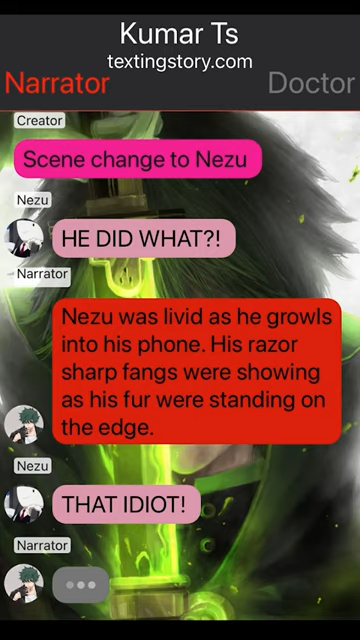 Kumar Ts
textingstory.com
Narrator
Doctor
Creator
Scene change to Nezu
Nezu
HE DID WHAT?!
Narrator
Nezu was livid as he growls
into his phone. His razor
sharp fangs were showing
as his fur were standing on
the edge.
Nezu
THAT IDIOT!
Narrator